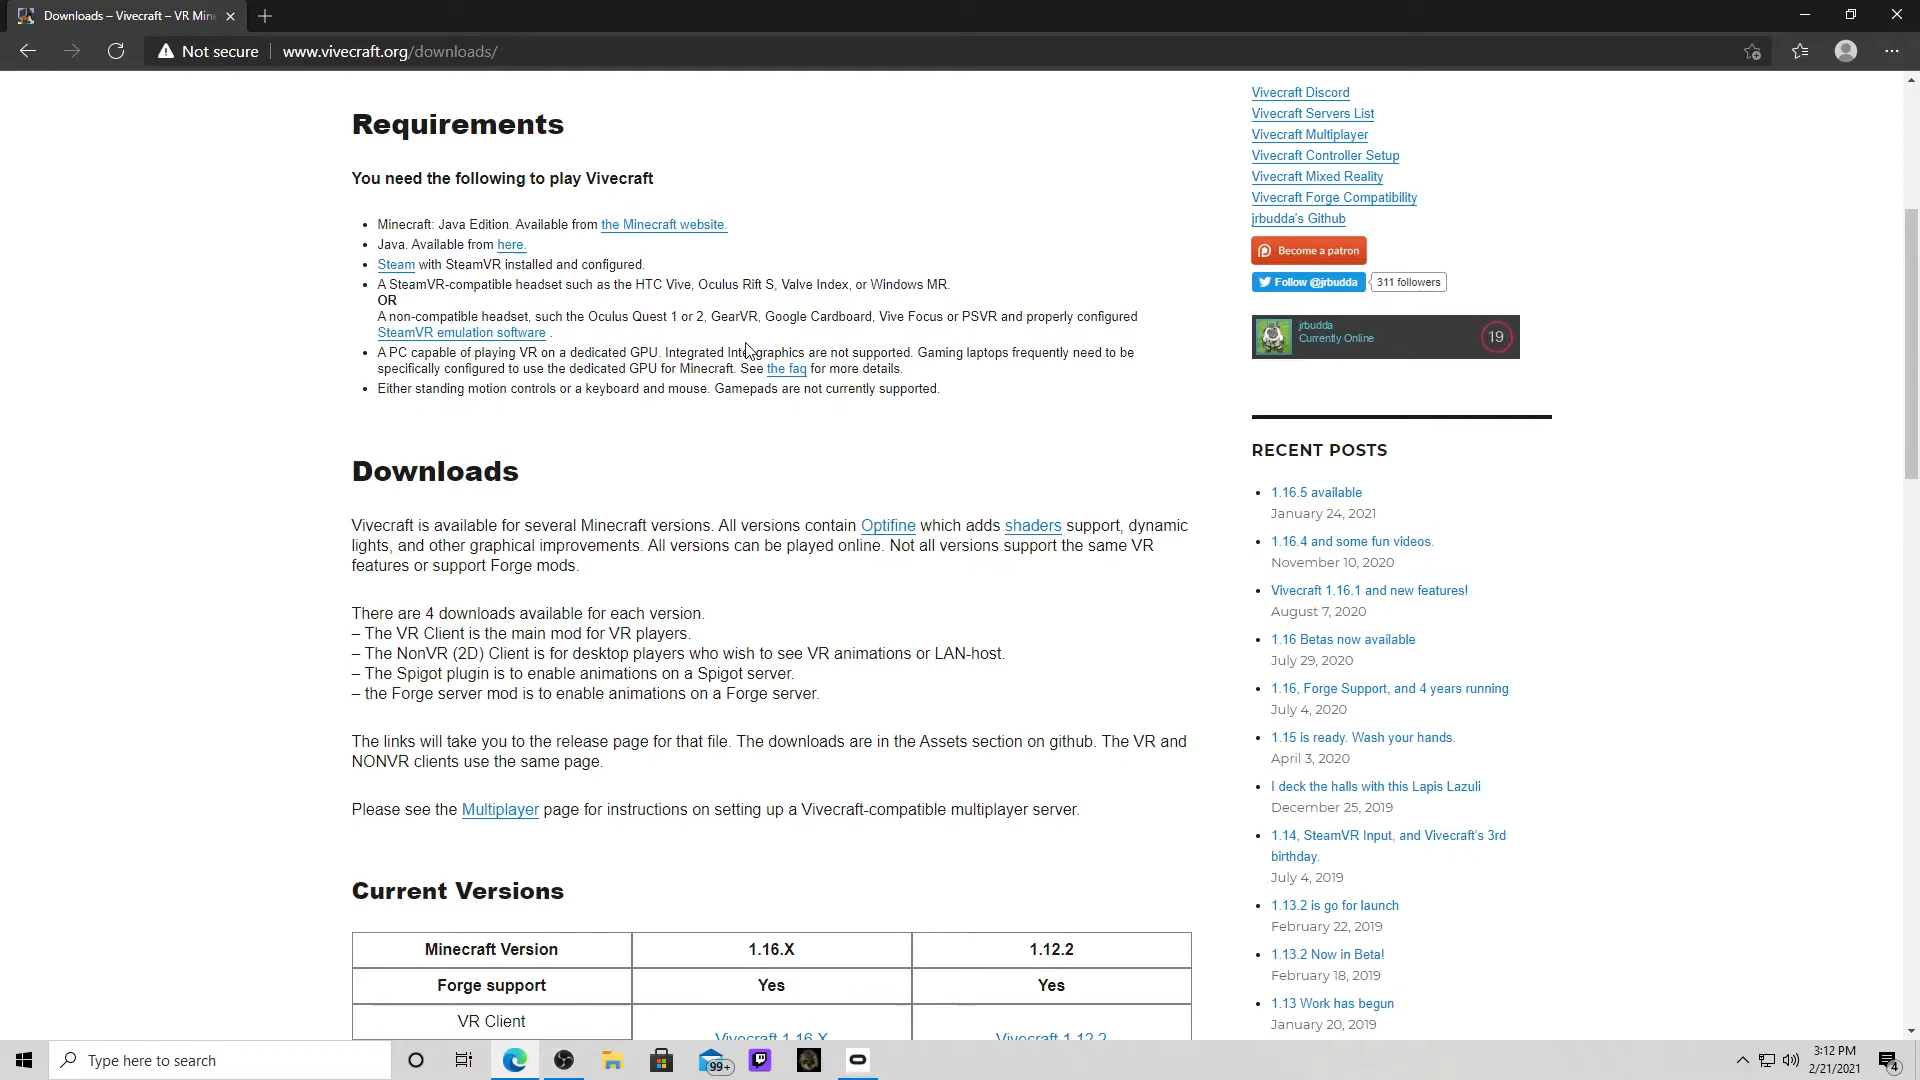 Downloads – Vivecraft – VR Min
Not secure
www.vivecraft.org/downloads/
Requirements
You need the following to play Vivecraft
Minecraft: Java Edition. Available from the Minecraft website.
Java. Available from here.
Steam with SteamVR installed and configured.
A SteamVR-compatible headset such as the HTC Vive, Oculus Rift S, Valve Index, or Windows MR.
OR
A non-compatible headset, such the Oculus Quest 1 or 2, GearVR, Google Cardboard, Vive Focus or PSVR and properly configured
SteamVR emulation software .
A PC capable of playing VR on a dedicated GPU. Integrated Intel graphics are not supported. Gaming laptops frequently need to be
specifically configured to use the dedicated GPU for Minecraft. See the faq for more details.
Either standing motion controls or a keyboard and mouse. Gamepads are not currently supported.
Downloads
Vivecraft is available for several Minecraft versions. All versions contain Optifine which adds shaders support, dynamic
lights, and other graphical improvements. All versions can be played online. Not all versions support the same VR
features or support Forge mods.
There are 4 downloads available for each version.
– The VR Client is the main mod for VR players.
– The NonVR (2D) Client is for desktop players who wish to see VR animations or LAN-host.
– The Spigot plugin is to enable animations on a Spigot server.
– the Forge server mod is to enable animations on a Forge server.
The links will take you to the release page for that file. The downloads are in the Assets section on github. The VR and
NONVR clients use the same page.
Please see the Multiplayer page for instructions on setting up a Vivecraft-compatible multiplayer server.
Current Versions
Minecraft Version 1.16.X 1.12.2
Forge support Yes Yes
VR Client
Vivecraft 1.16.X Vivecraft 1.12.2
Vivecraft Discord
Vivecraft Servers List
Vivecraft Multiplayer
Vivecraft Controller Setup
Vivecraft Mixed Reality
Vivecraft Forge Compatibility
jrbudda's Github
Become a patron
Follow @jrbudda 311 followers
jrbudda
Currently Online
19
RECENT POSTS
1.16.5 available
January 24, 2021
1.16.4 and some fun videos.
November 10, 2020
Vivecraft 1.16.1 and new features!
August 7, 2020
1.16 Betas now available
July 29, 2020
1.16, Forge Support, and 4 years running
July 4, 2020
1.15 is ready. Wash your hands.
April 3, 2020
I deck the halls with this Lapis Lazuli
December 25, 2019
1.14, SteamVR Input, and Vivecraft's 3rd
birthday.
July 4, 2019
1.13.2 is go for launch
February 22, 2019
1.13.2 Now in Beta!
February 18, 2019
1.13 Work has begun
January 20, 2019
Type here to search
99+
3:12 PM
2/21/2021
4